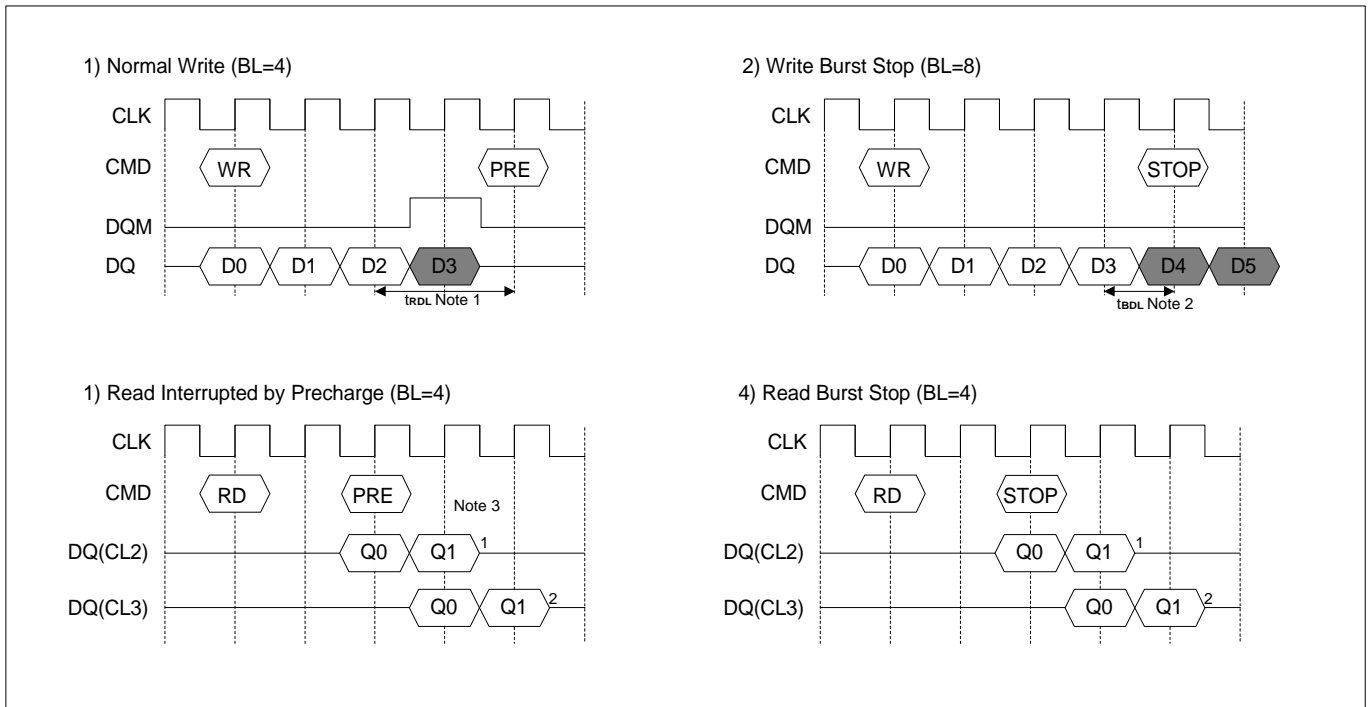 1) Normal Write (BL=4)
CLK
CMD WR PRE
DQM
DQ D0 D1 D2 D3
tRDL Note 1
2) Write Burst Stop (BL=8)
CLK
CMD WR STOP
DQM
DQ D0 D1 D2 D3 D4 D5
tBDL Note 2
1) Read Interrupted by Precharge (BL=4)
CLK
CMD RD PRE
Note 3
DQ(CL2) Q0 Q1 1
DQ(CL3) Q0 Q1 2
4) Read Burst Stop (BL=4)
CLK
CMD RD STOP
DQ(CL2) Q0 Q1 1
DQ(CL3) Q0 Q1 2